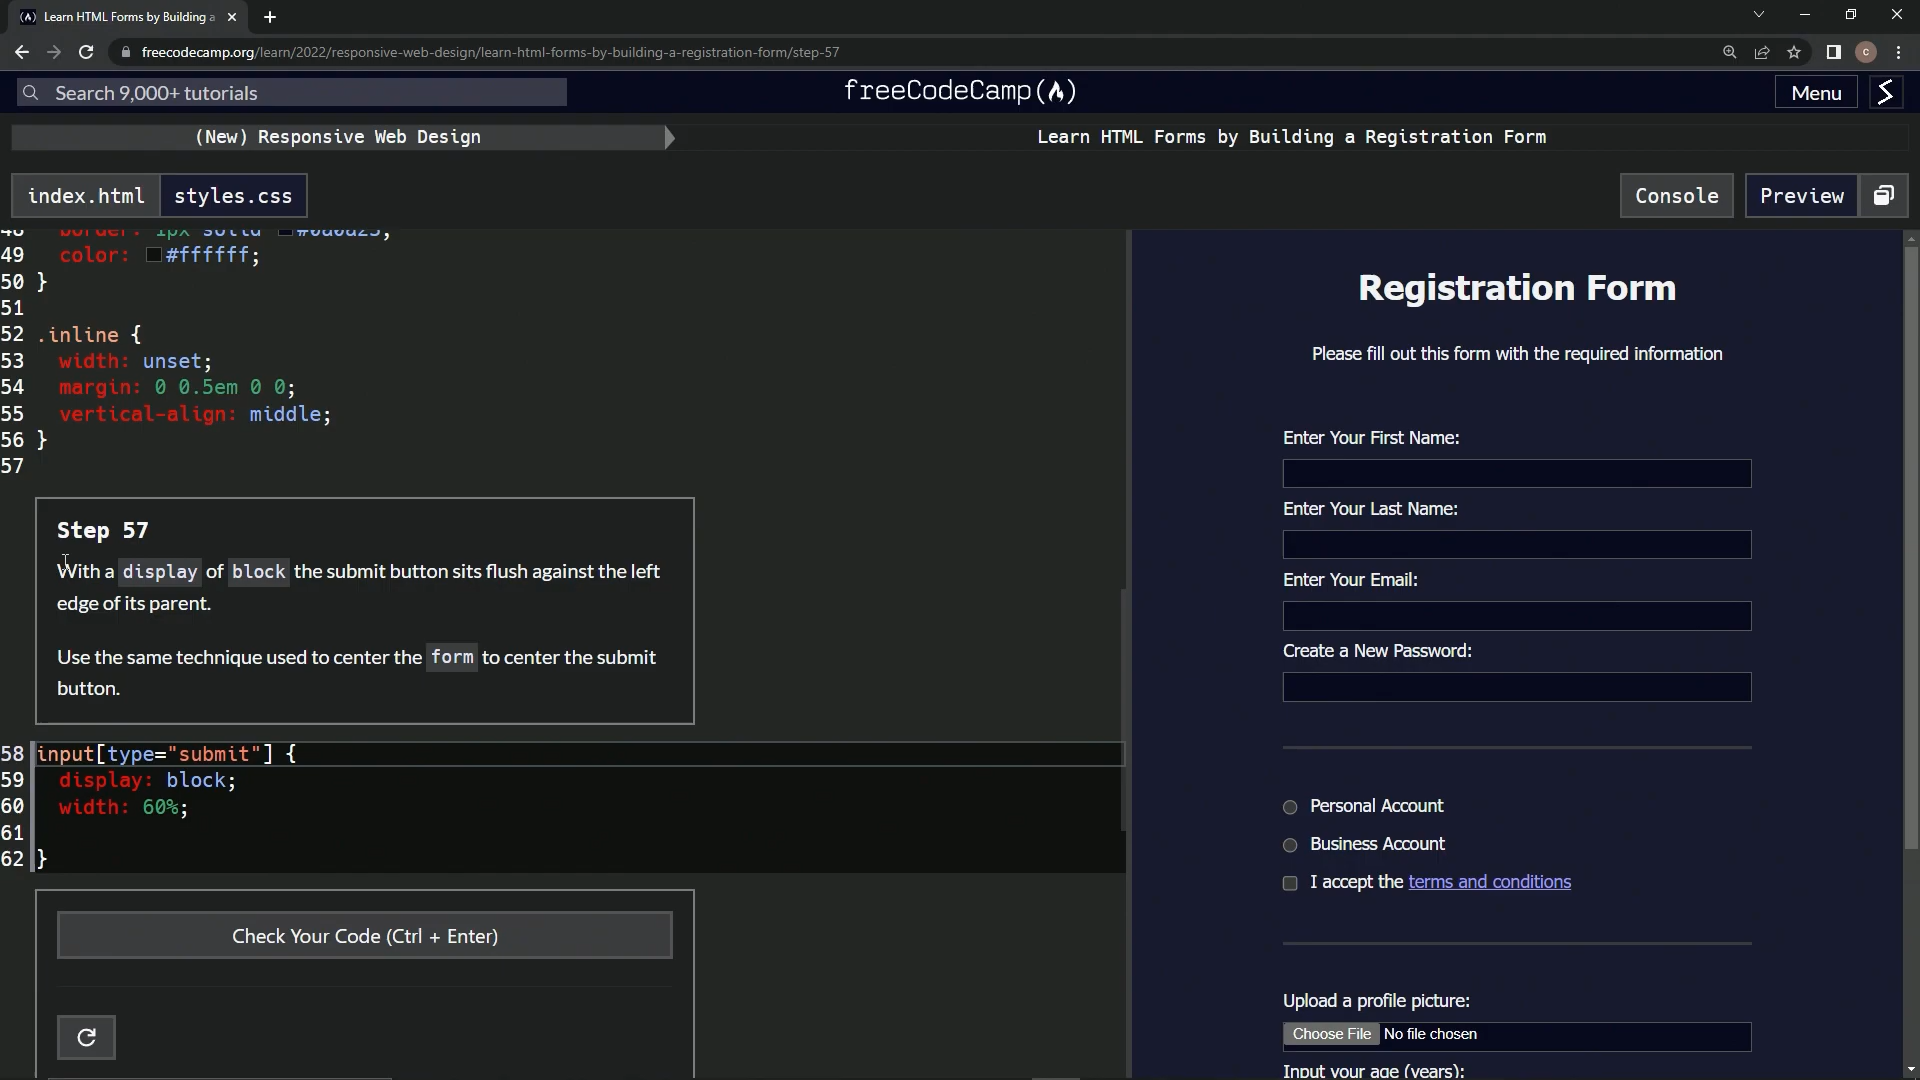 Learn HTML Forms by Building a
freecodecamp.org/learn/2022/responsive-web-design/learn-html-forms-by-building-a-registration-form/step-57
c
Search 9,000+ tutorials
freeCodeCamp(🔥)
Menu
(New) Responsive Web Design
Learn HTML Forms by Building a Registration Form
index.html
styles.css
Console
Preview
48 border: 1px solid #0a0a23;
49 color: #ffffff;
50 }
51
52 .inline {
53 width: unset;
54 margin: 0 0.5em 0 0;
55 vertical-align: middle;
56 }
57
Step 57
With a display of block the submit button sits flush against the left
edge of its parent.
Use the same technique used to center the form to center the submit
button.
58 input[type="submit"] {
59 display: block;
60 width: 60%;
61
62 }
Check Your Code (Ctrl + Enter)
Registration Form
Please fill out this form with the required information
Enter Your First Name:
Enter Your Last Name:
Enter Your Email:
Create a New Password:
Personal Account
Business Account
I accept the terms and conditions
Upload a profile picture:
Choose File No file chosen
Input your age (years):